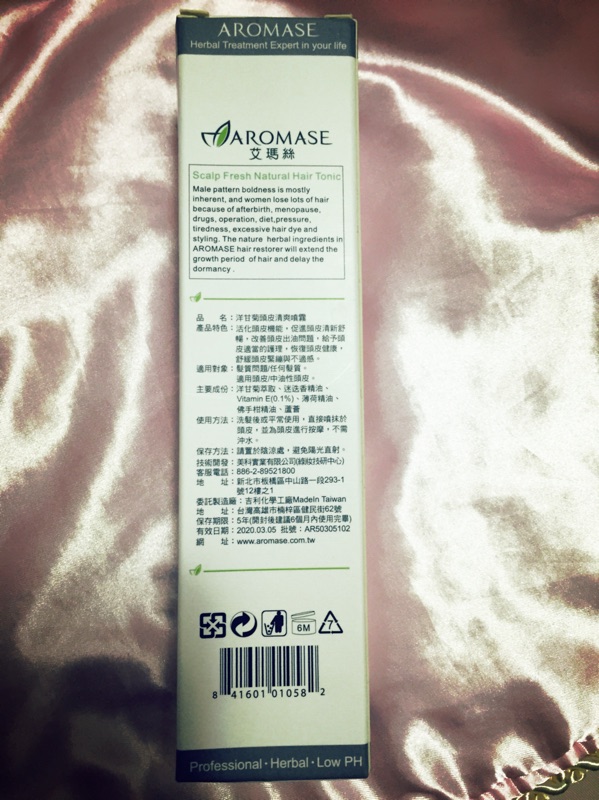 AROMASE
Herbal Treatment Expert in your life
AROMASE
艾瑪絲
Scalp Fresh Natural Hair Tonic
Male pattern boldness is mostly
inherent, and women lose lots of hair
because of afterbirth, menopause,
drugs, operation, diet,pressure,
tiredness, excessive hair dye and
styling. The nature herbal ingredients in
AROMASE hair restorer will extend the
growth period of hair and delay the
dormancy .
品 名：洋甘菊頭皮清爽噴霧
產品特色：活化頭皮機能，促進頭皮清新舒
暢，改善頭皮出油問題，給予頭
皮適當的護理，恢復頭皮健康，
舒緩頭皮緊繃與不適感。
適用對象：髮質問題/任何髮質。
適用頭皮/中油性頭皮。
主要成份：洋甘菊萃取、迷迭香精油、
Vitamin E(0.1%)、薄荷精油、
佛手柑精油、蘆薈
使用方法：洗髮後或平常使用，直接噴抹於
頭皮，並為頭皮進行按摩，不需
沖水。
保存方法：請置於陰涼處，避免陽光直射。
技術開發：美科實業有限公司(綠妝技研中心)
客服電話：886-2-89521800
地 址：新北市板橋區中山路一段293-1
號12樓之1
委託製造廠：吉利化學工廠MadeIn Taiwan
地 址：台灣高雄市楠梓區健民街62號
保存期限：5年(開封後建議6個月內使用完畢)
有效日期：2020.03.05 批號：AR50305102
網 址：www.aromase.com.tw
6M
7
8 41601 01058 2
Professional·Herbal·Low PH